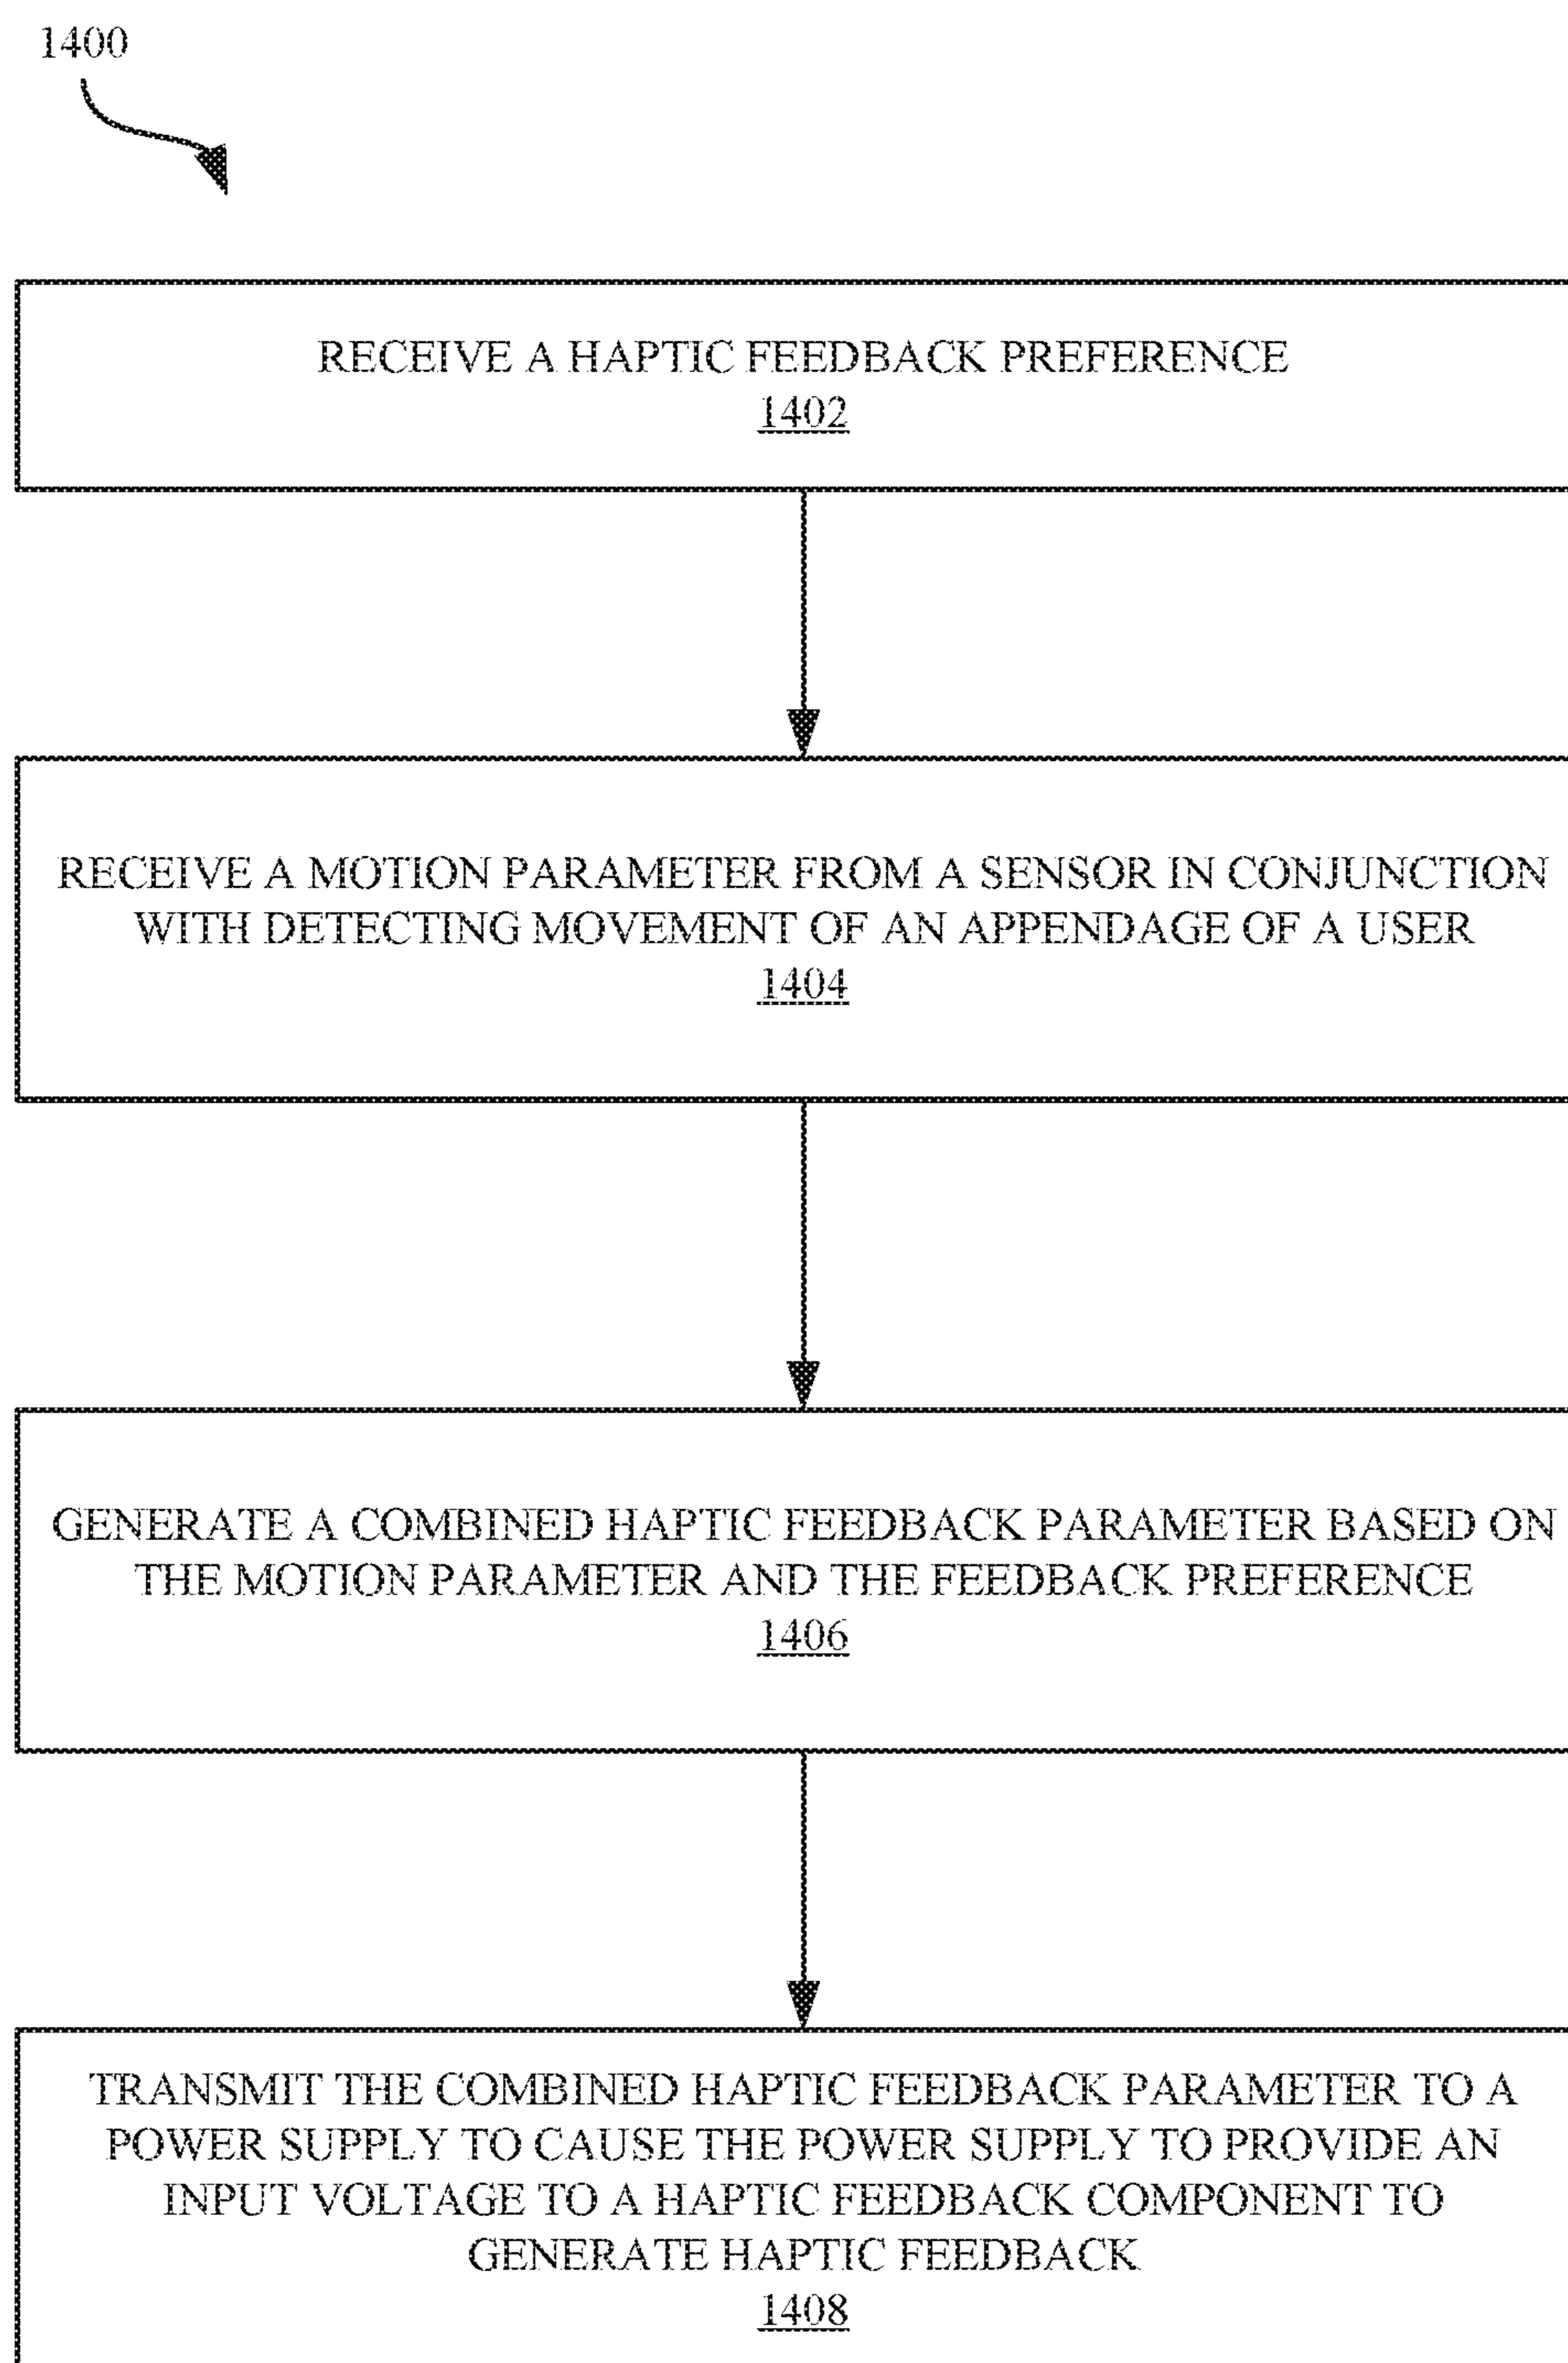 1400
RECEIVE A HAPTIC FEEDBACK PREFERENCE
1402
RECEIVE A MOTION PARAMETER FROM A SENSOR IN CONJUNCTION
WITH DETECTING MOVEMENT OF AN APPENDAGE OF A USER
1404
GENERATE A COMBINED HAPTIC FEEDBACK PARAMETER BASED ON
THE MOTION PARAMETER AND THE FEEDBACK PREFERENCE
1406
TRANSMIT THE COMBINED HAPTIC FEEDBACK PARAMETER TO A
POWER SUPPLY TO CAUSE THE POWER SUPPLY TO PROVIDE AN
INPUT VOLTAGE TO A HAPTIC FEEDBACK COMPONENT TO
GENERATE HAPTIC FEEDBACK
1408